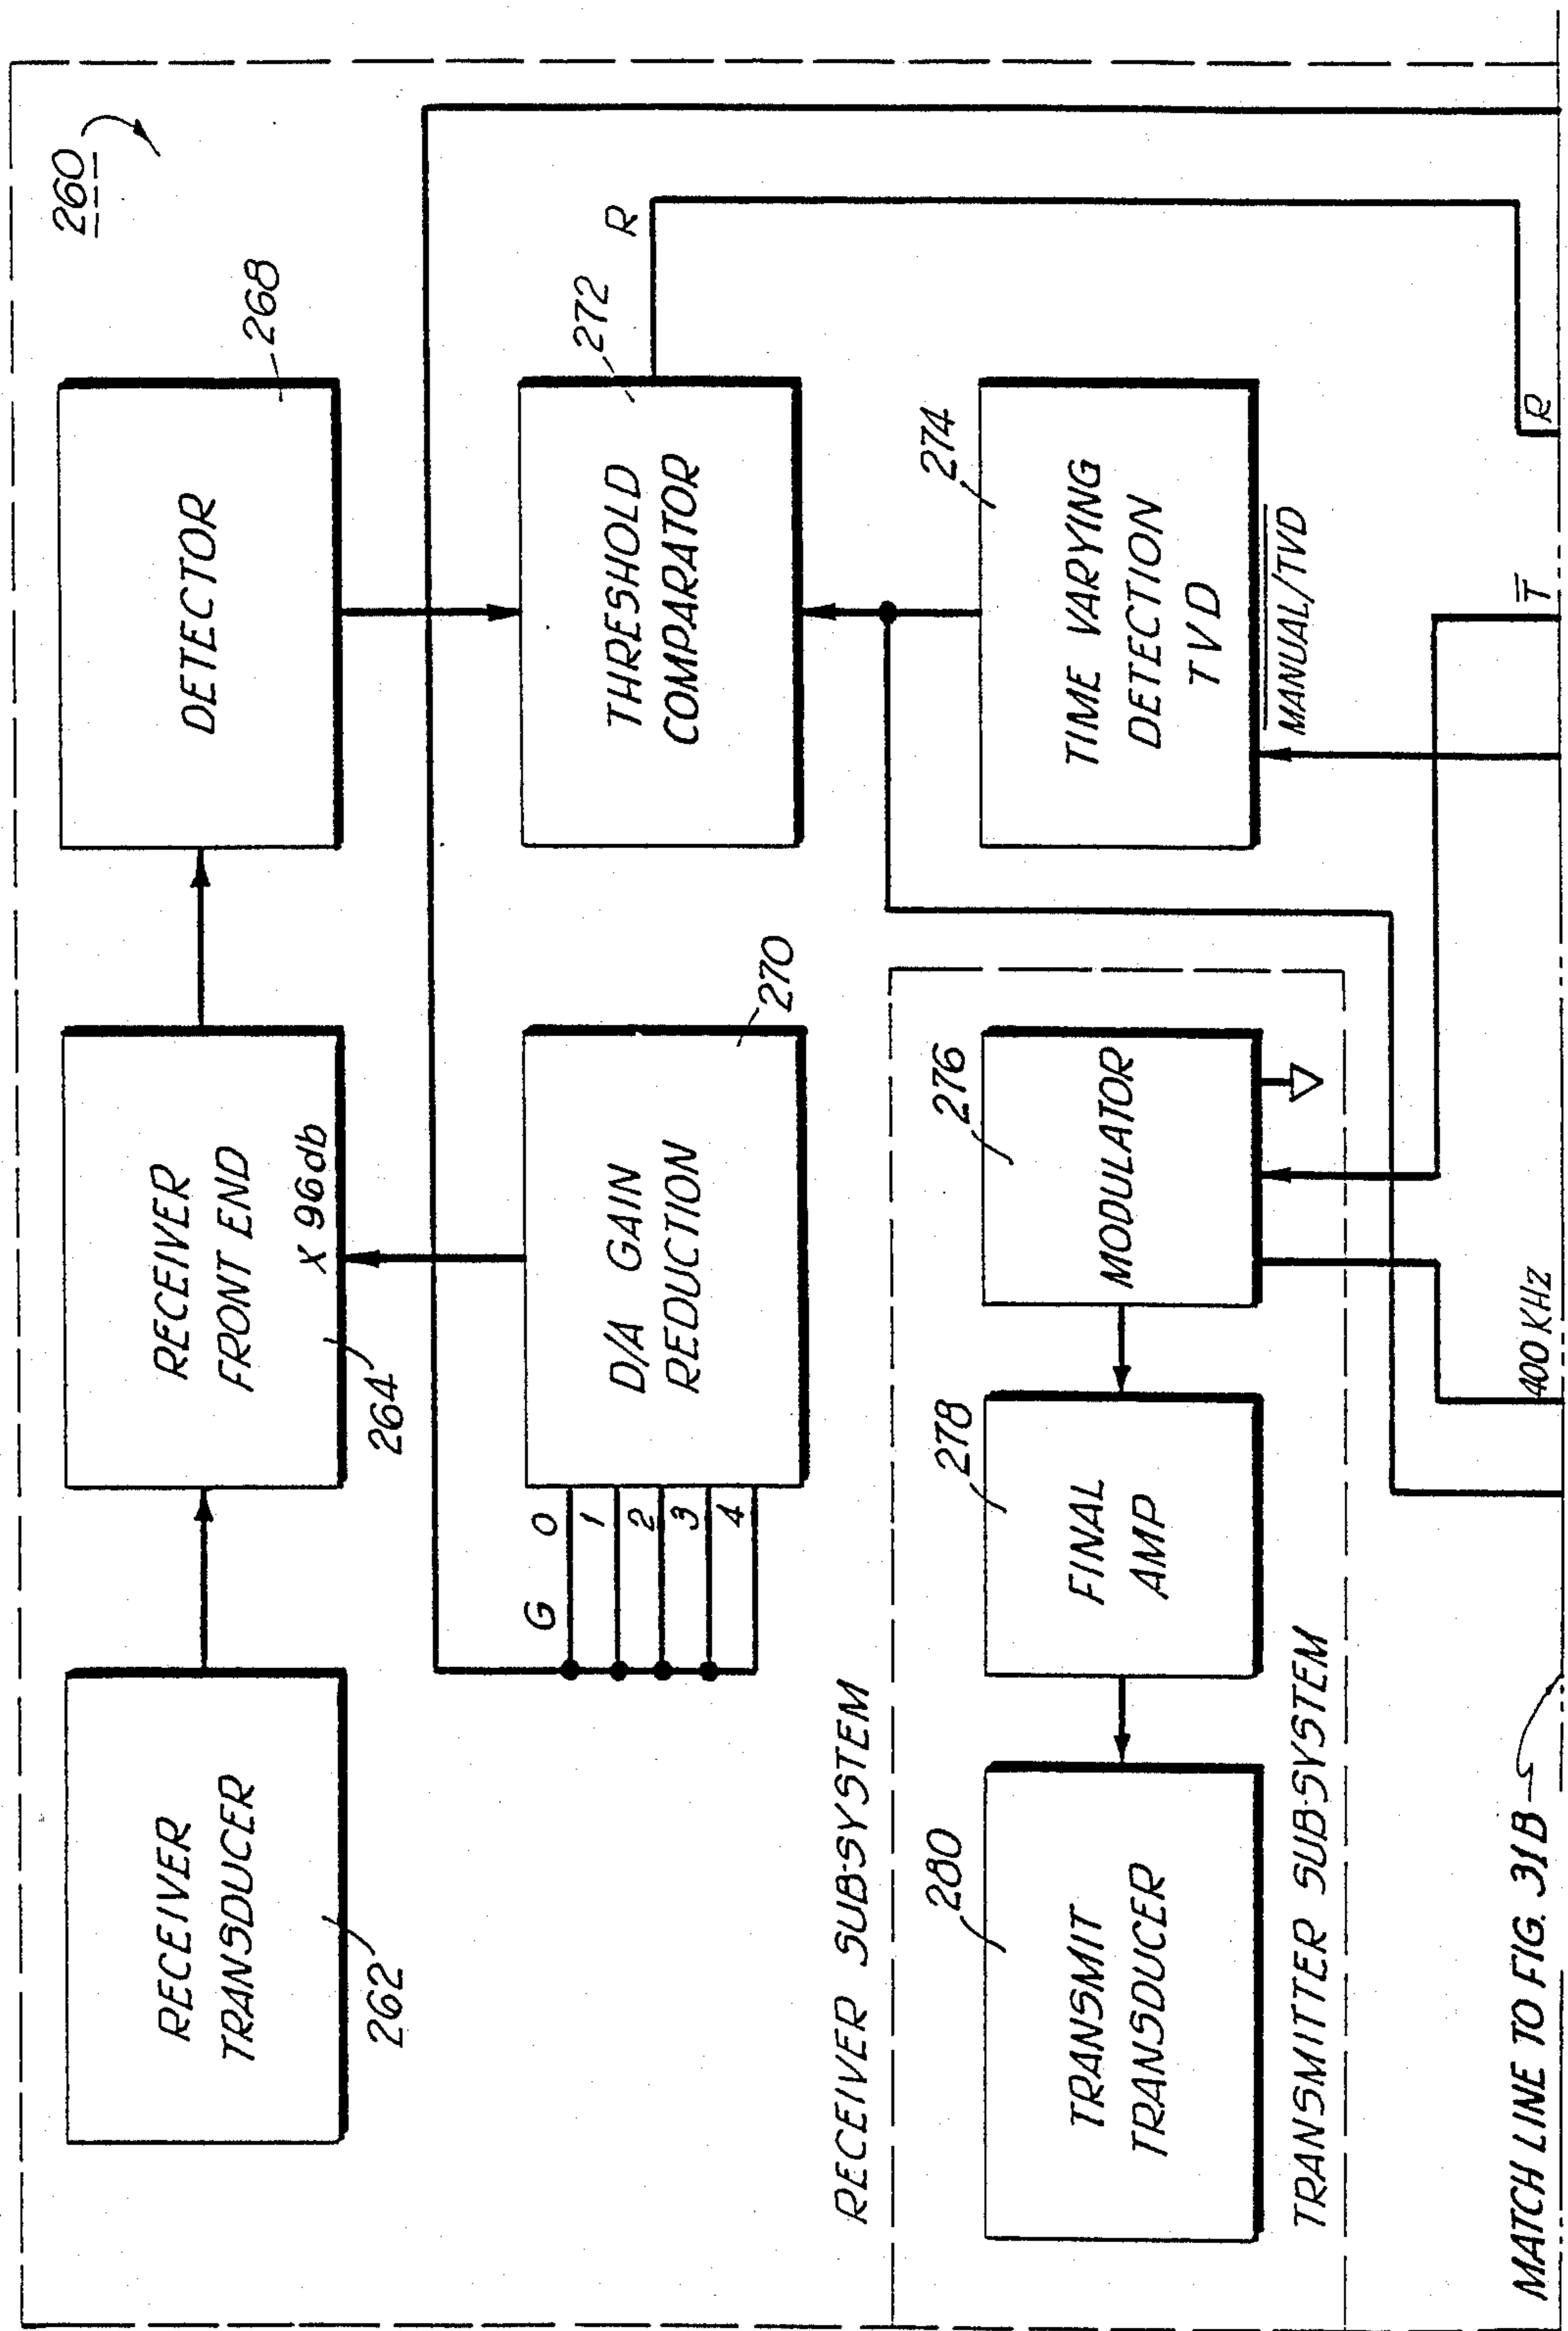 260
RECEIVER
TRANSDUCER
262
RECEIVER
FRONT END
X 96db
264
DETECTOR
268
G
0
1
2
3
4
D/A GAIN
REDUCTION
270
THRESHOLD
COMPARATOR
272
R
RECEIVER SUB-SYSTEM
TRANSMIT
TRANSDUCER
280
FINAL
AMP
278
MODULATOR
276
TIME VARYING
DETECTION
TVD
274
MANUAL/TVD
TRANSMITTER SUB-SYSTEM
400 KHz
T̅
R
MATCH LINE TO FIG. 31B